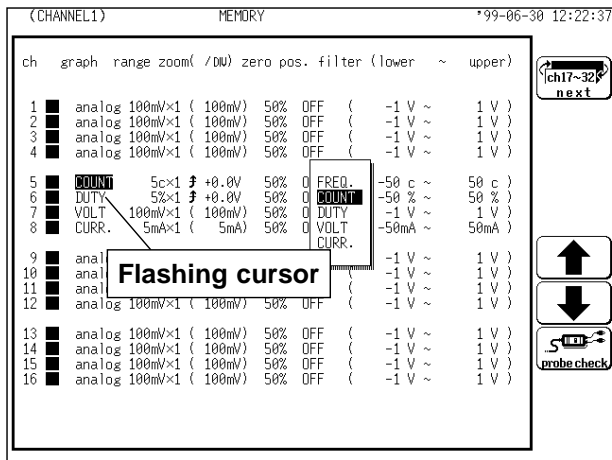 (CHANNEL1) MEMORY '99-06-30 12:22:37
ch graph range zoom( /DIV) zero pos. filter (lower ~ upper)
1 analog 100mV×1 ( 100mV) 50% OFF ( -1 V ~ 1 V )
2 analog 100mV×1 ( 100mV) 50% OFF ( -1 V ~ 1 V )
3 analog 100mV×1 ( 100mV) 50% OFF ( -1 V ~ 1 V )
4 analog 100mV×1 ( 100mV) 50% OFF ( -1 V ~ 1 V )
5 COUNT 5c×1 +0.0V 50% O FREQ. -50 c ~ 50 c )
6 DUTY 5%×1 +0.0V 50% O COUNT -50 % ~ 50 % )
7 VOLT 100mV×1 ( 100mV) 50% O DUTY -1 V ~ 1 V )
8 CURR. 5mA×1 ( 5mA) 50% O VOLT -50mA ~ 50mA )
CURR.
9 anal -1 V ~ 1 V )
10 anal ( -1 V ~ 1 V )
11 anal ( -1 V ~ 1 V )
12 analog 100mV×1 ( 100mV) 50% OFF ( -1 V ~ 1 V )
Flashing cursor
13 analog 100mV×1 ( 100mV) 50% OFF ( -1 V ~ 1 V )
14 analog 100mV×1 ( 100mV) 50% OFF ( -1 V ~ 1 V )
15 analog 100mV×1 ( 100mV) 50% OFF ( -1 V ~ 1 V )
16 analog 100mV×1 ( 100mV) 50% OFF ( -1 V ~ 1 V )
ch17~32
next
probe check